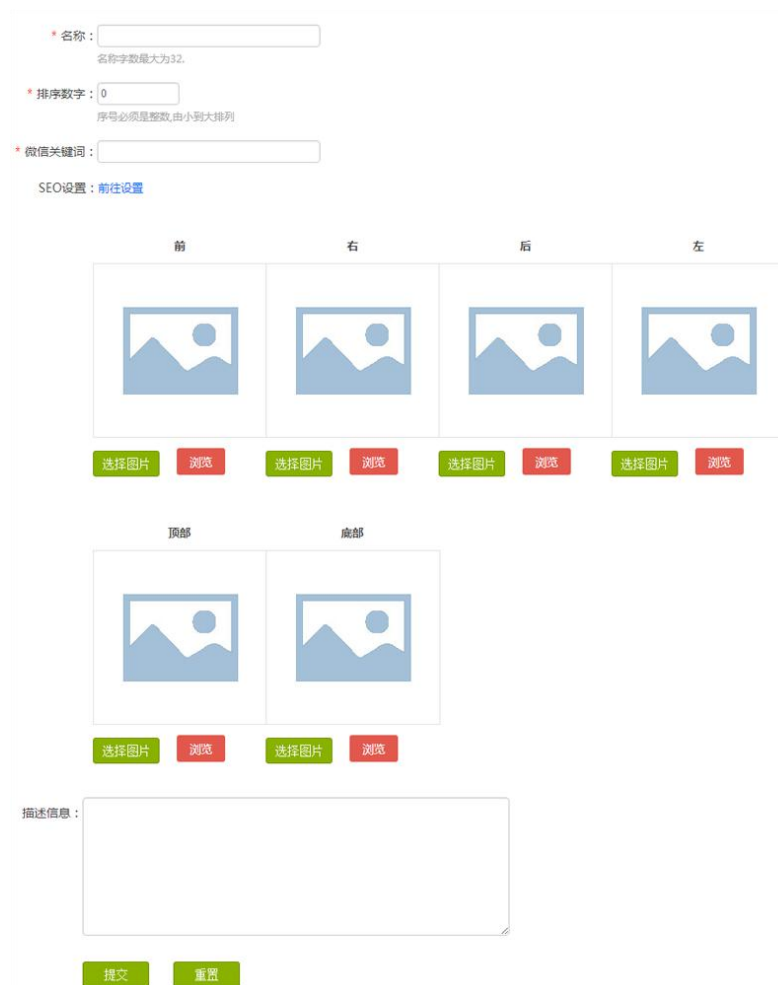 * 名称：
名称字数最大为32.
* 排序数字：0
序号必须是整数,由小到大排列
* 微信关键词：
SEO设置：前往设置
前 右 后 左
选择图片 浏览 选择图片 浏览 选择图片 浏览 选择图片 浏览
顶部 底部
选择图片 浏览 选择图片 浏览
描述信息：
提交 重置